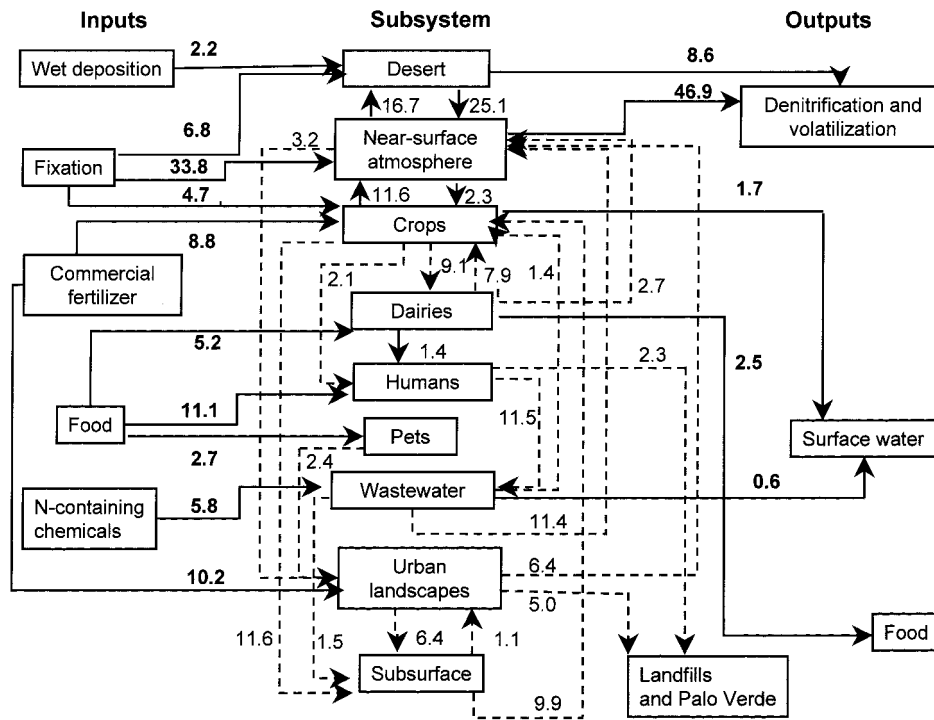 Inputs
Subsystem
Outputs
Wet deposition
2.2
Desert
8.6
16.7
25.1
46.9
Denitrification and
volatilization
6.8
3.2
Near-surface
atmosphere
Fixation
33.8
4.7
11.6
2.3
1.7
Crops
8.8
Commercial
fertilizer
2.1
9.1
7.9
1.4
2.7
Dairies
5.2
1.4
2.3
2.5
Humans
11.1
Food
11.5
Pets
Surface water
2.7
2.4
Wastewater
0.6
N-containing
chemicals
5.8
11.4
10.2
Urban
landscapes
6.4
5.0
11.6
1.5
6.4
1.1
Food
Subsurface
Landfills
and Palo Verde
9.9